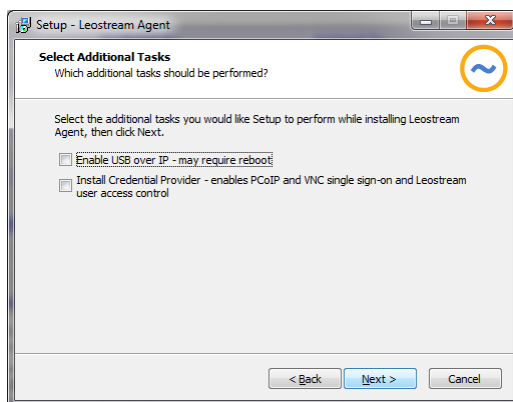 Setup - Leostream Agent
Select Additional Tasks
Which additional tasks should be performed?
Select the additional tasks you would like Setup to perform while installing Leostream
Agent, then click Next.
Enable USB over IP - may require reboot
Install Credential Provider - enables PCoIP and VNC single sign-on and Leostream
user access control
< Back
Next >
Cancel